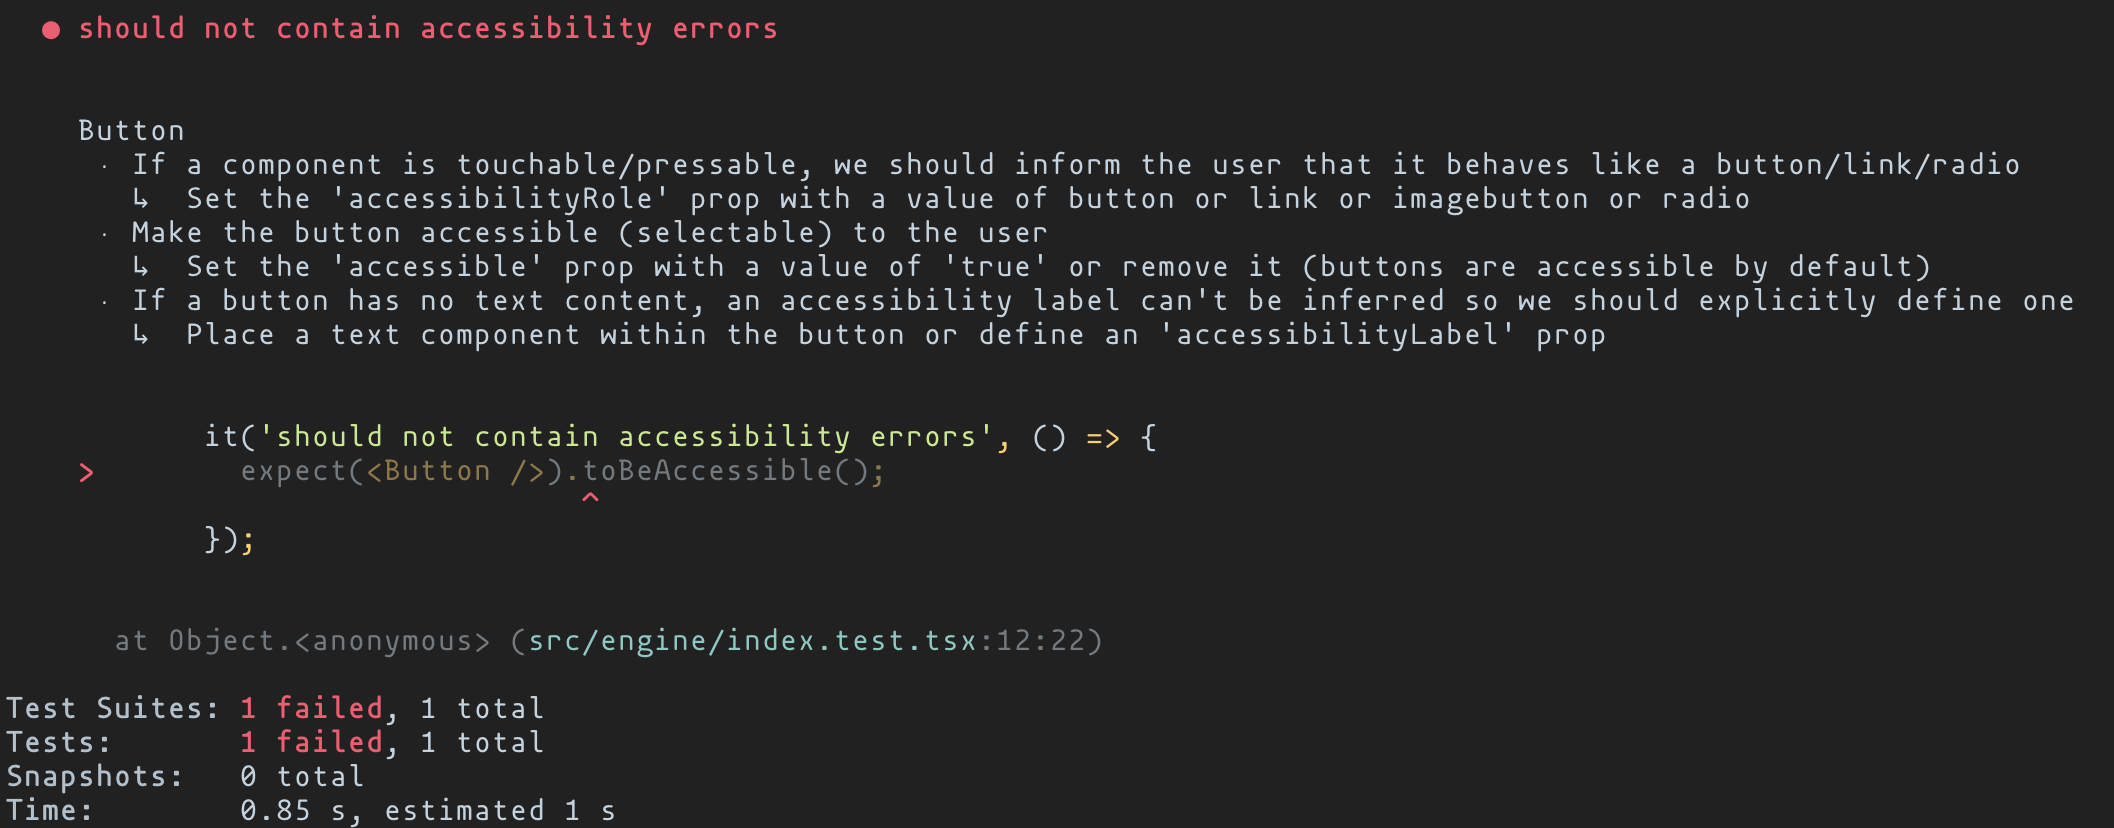 ● should not contain accessibility errors
Button
· If a component is touchable/pressable, we should inform the user that it behaves like a button/link/radio
↳ Set the 'accessibilityRole' prop with a value of button or link or imagebutton or radio
· Make the button accessible (selectable) to the user
↳ Set the 'accessible' prop with a value of 'true' or remove it (buttons are accessible by default)
· If a button has no text content, an accessibility label can't be inferred so we should explicitly define one
↳ Place a text component within the button or define an 'accessibilityLabel' prop
it('should not contain accessibility errors', () => {
> expect(<Button />).toBeAccessible();
^
});
at Object.<anonymous> (src/engine/index.test.tsx:12:22)
Test Suites: 1 failed, 1 total
Tests: 1 failed, 1 total
Snapshots: 0 total
Time: 0.85 s, estimated 1 s